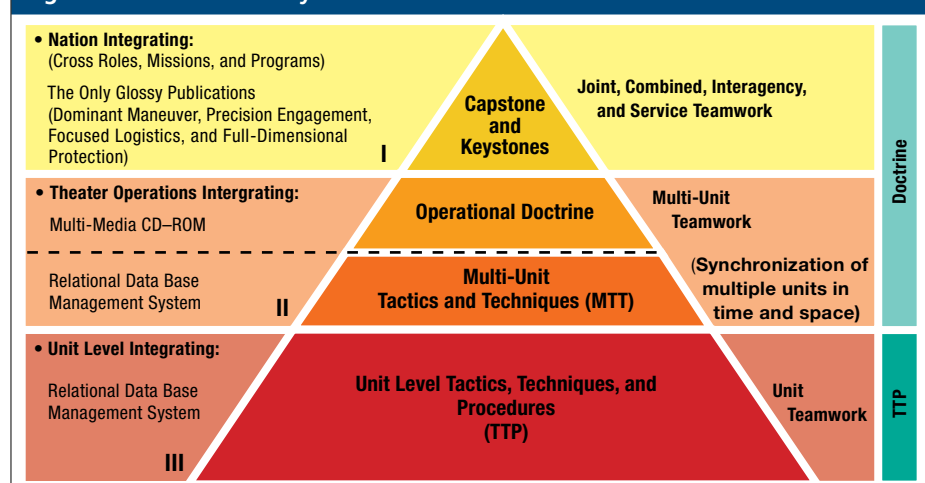 • Nation Integrating:
(Cross Roles, Missions, and Programs)
The Only Glossy Publications
(Dominant Maneuver, Precision Engagement,
Focused Logistics, and Full-Dimensional
Protection)
I
Capstone
and
Keystones
Joint, Combined, Interagency,
and Service Teamwork
Doctrine
• Theater Operations Intergrating:
Multi-Media CD–ROM
Operational Doctrine
Multi-Unit
Teamwork
Relational Data Base
Management System
II
Multi-Unit
Tactics and Techniques (MTT)
(Synchronization of
multiple units in
time and space)
• Unit Level Integrating:
Relational Data Base
Management System
III
Unit Level Tactics, Techniques, and
Procedures
(TTP)
Unit
Teamwork
TTP